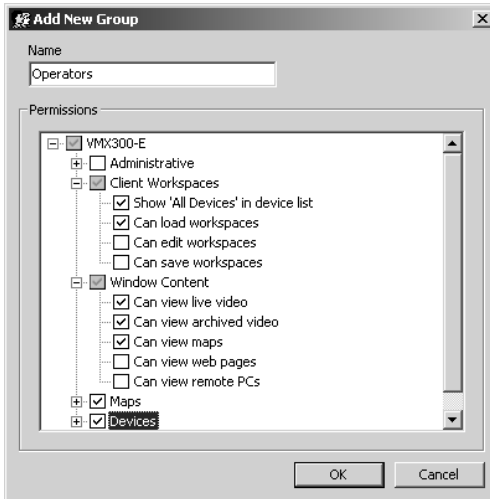 Add New Group
Name
Operators
Permissions
VMX300-E
Administrative
Client Workspaces
Show 'All Devices' in device list
Can load workspaces
Can edit workspaces
Can save workspaces
Window Content
Can view live video
Can view archived video
Can view maps
Can view web pages
Can view remote PCs
Maps
Devices
OK
Cancel